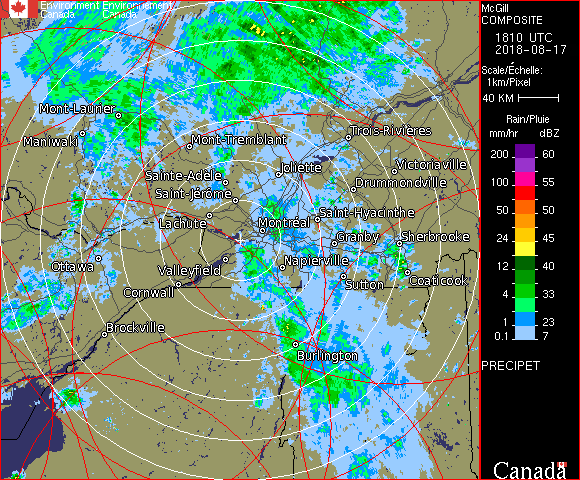 Environment Environnement
Canada Canada
McGill
COMPOSITE
1810 UTC
2018-08-17
Scale/Échelle:
1km/Pixel
40 KM
Rain/Pluie
mm/hr dBZ
200 60
100 55
50 50
24 45
12 40
4 33
1 23
0.1 7
PRECIPET
Canada
Mont-Laurier
Maniwaki
Mont-Tremblant
Trois-Rivières
Joliette
Victoriaville
Sainte-Adèle
Drummondville
Saint-Jérôme
Lachute
Saint-Hyacinthe
Montréal
Granby
Sherbrooke
Ottawa
Valleyfield
Napierville
Coaticook
Cornwall
Sutton
Brockville
Burlington